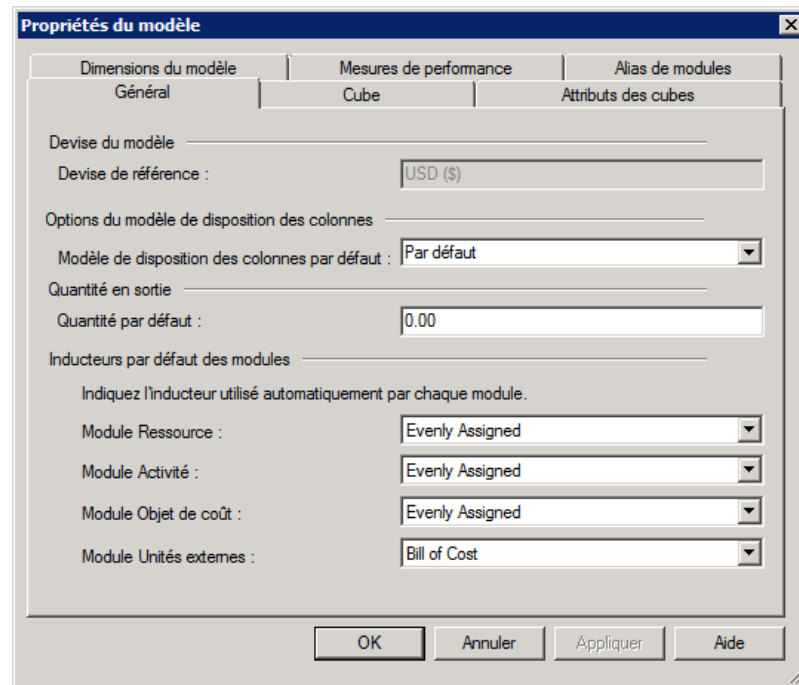 Propriétés du modèle
Dimensions du modèle Mesures de performance Alias de modules
Général Cube Attributs des cubes
Devise du modèle
Devise de référence : USD ($)
Options du modèle de disposition des colonnes
Modèle de disposition des colonnes par défaut : Par défaut
Quantité en sortie
Quantité par défaut : 0.00
Inducteurs par défaut des modules
Indiquez l'inducteur utilisé automatiquement par chaque module.
Module Ressource : Evenly Assigned
Module Activité : Evenly Assigned
Module Objet de coût : Evenly Assigned
Module Unités externes : Bill of Cost
OK Annuler Appliquer Aide